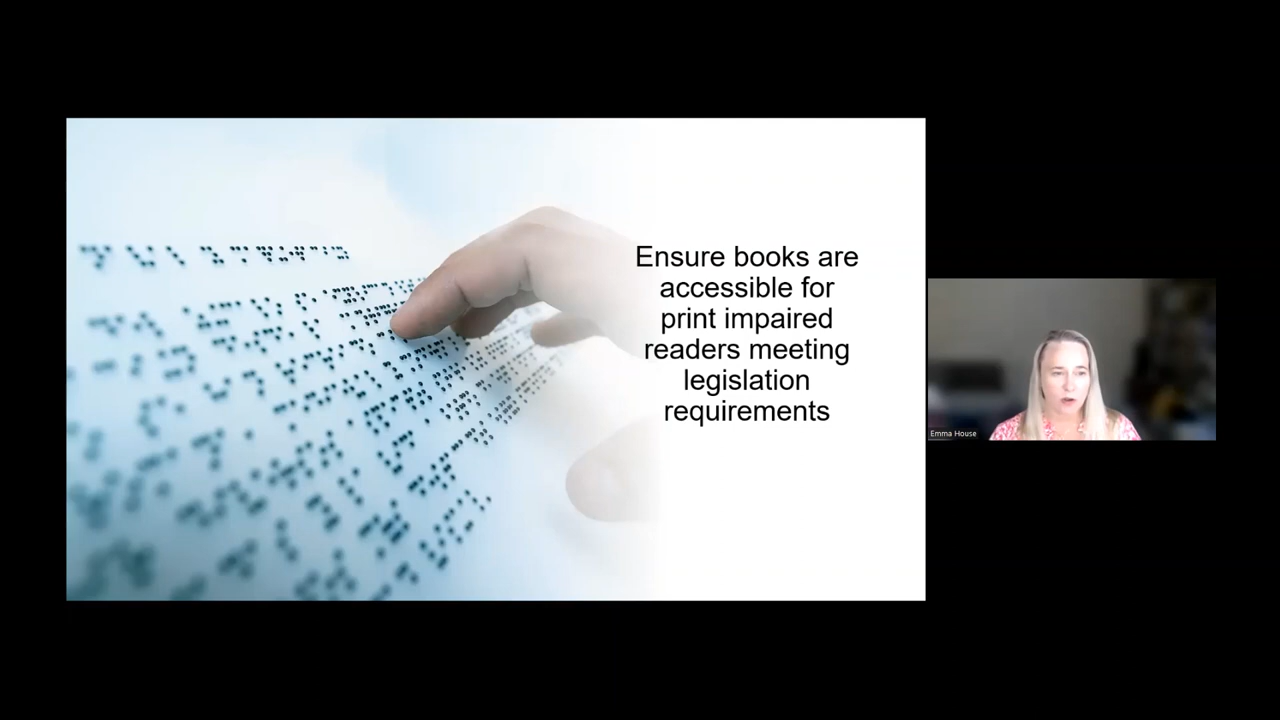 Ensure books are
accessible for
print impaired
readers meeting
legislation
requirements
Emma House